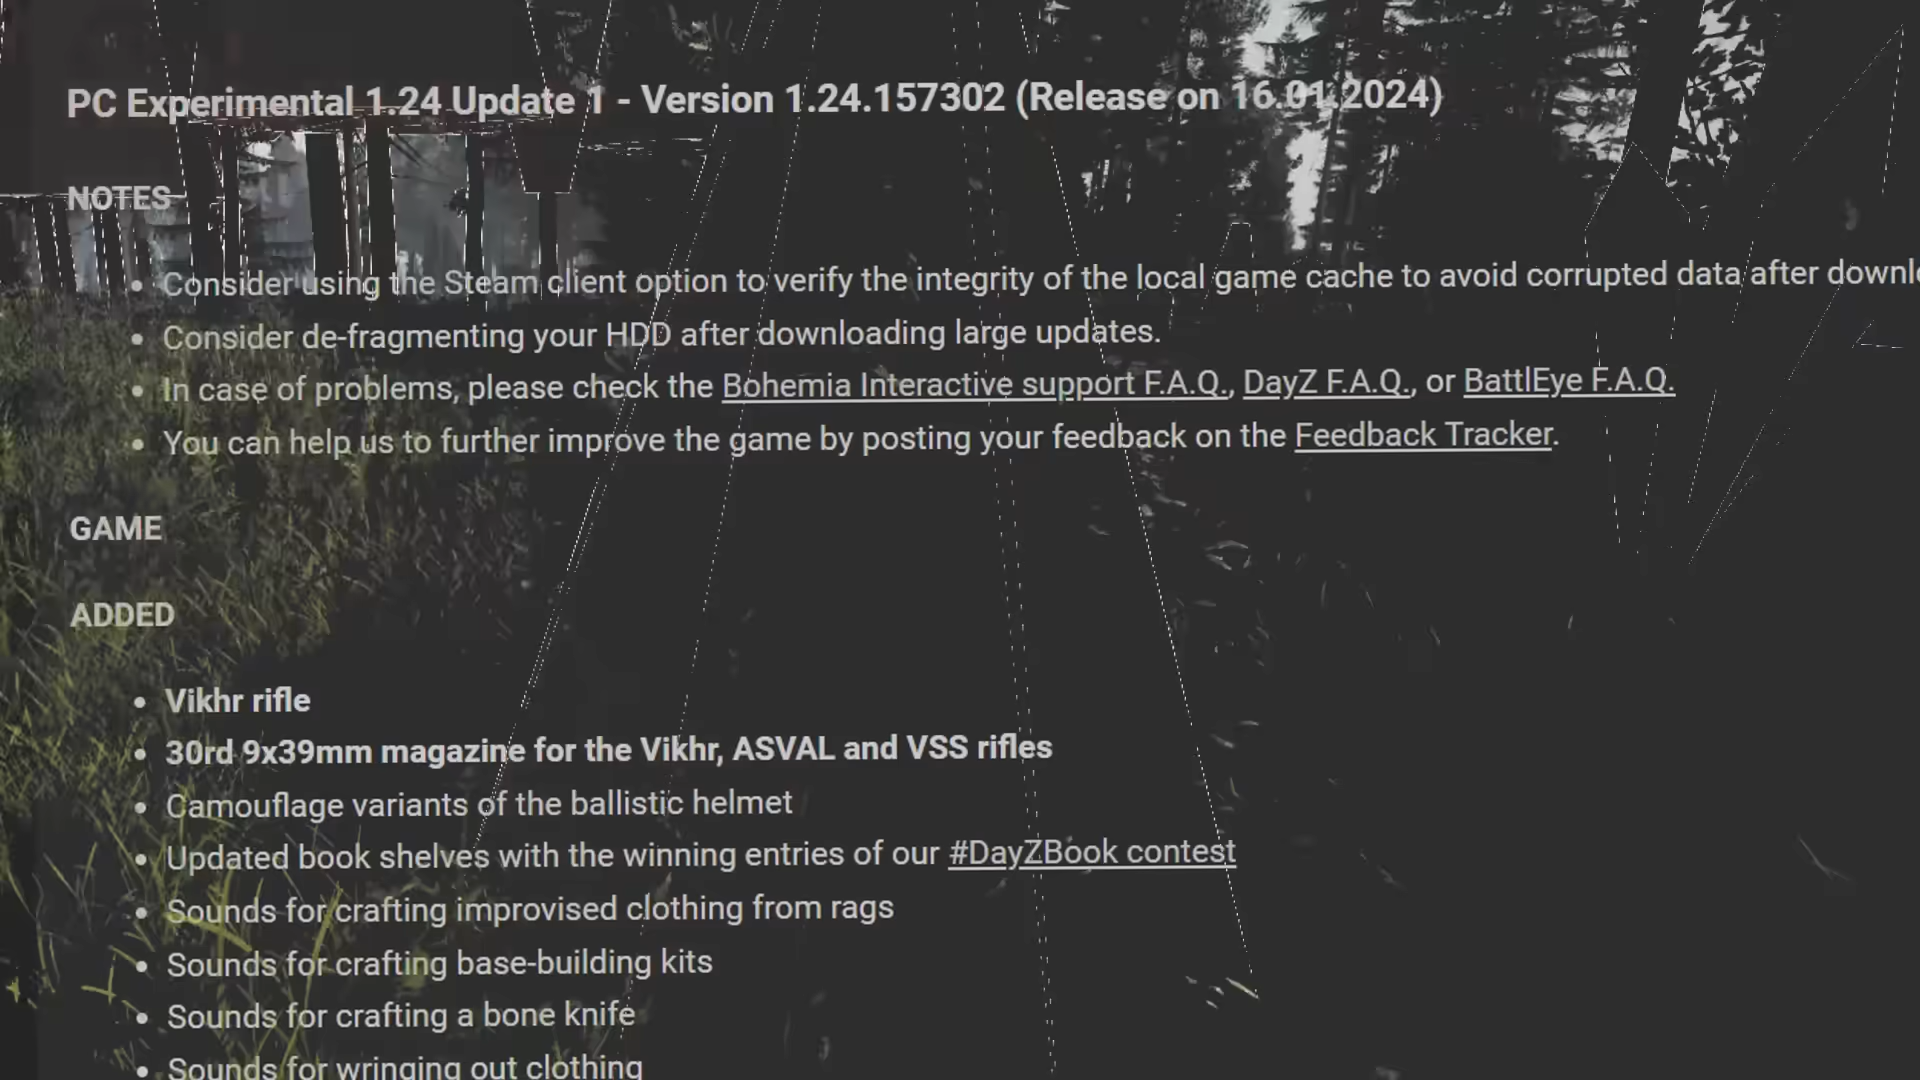 PC Experimental 1.24 Update 1 - Version 1.24.157302 (Release on 16.01.2024)
NOTES
Consider using the Steam client option to verify the integrity of the local game cache to avoid corrupted data after
Consider de-fragmenting your HDD after downloading large updates.
In case of problems, please check the Bohemia Interactive support F.A.Q., DayZ F.A.Q., or BattlEye F.A.Q.
You can help us to further improve the game by posting your feedback on the Feedback Tracker.
GAME
ADDED
Vikhr rifle
30rd 9x39mm magazine for the Vikhr, ASVAL and VSS rifles
Camouflage variants of the ballistic helmet
Updated book shelves with the winning entries of our #DayZBook contest
Sounds for crafting improvised clothing from rags
Sounds for crafting base-building kits
Sounds for crafting a bone knife
Sounds for wringing out clothing